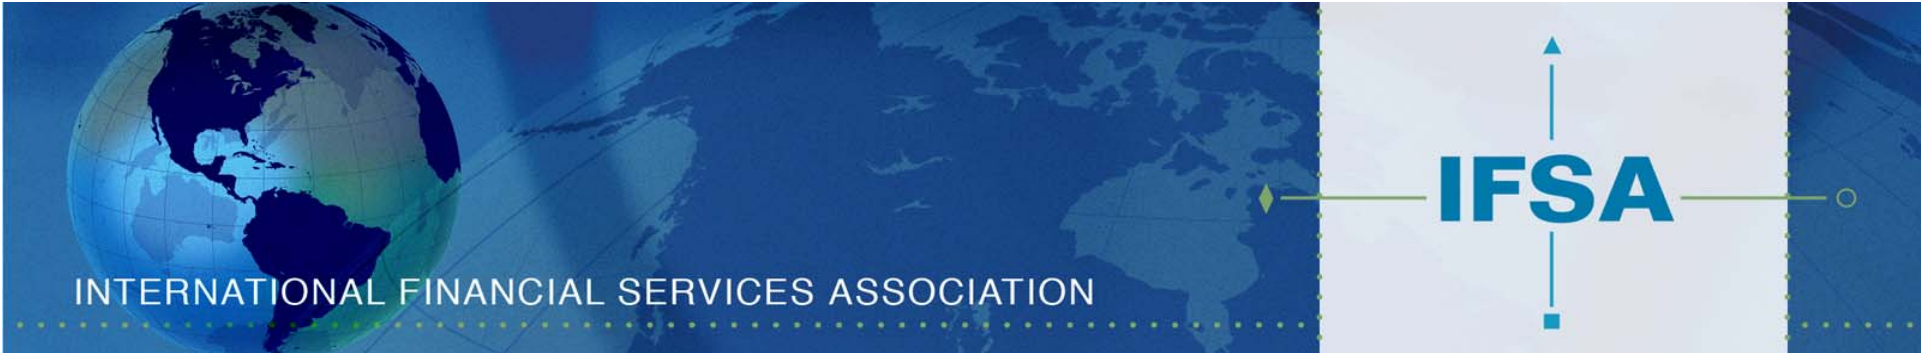 INTERNATIONAL FINANCIAL SERVICES ASSOCIATION
IFSA